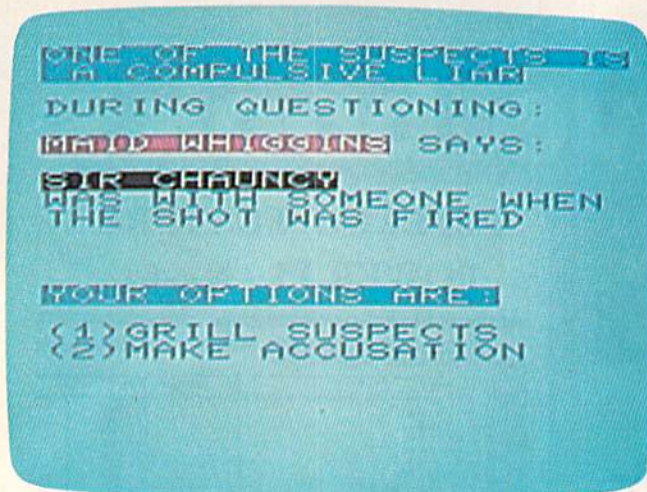 ONE OF THE SUSPECTS IS
A COMPULSIVE LIAR
DURING QUESTIONING:
MAID WHIGGINS SAYS:
SIR CHAUNCY
WAS WITH SOMEONE WHEN
THE SHOT WAS FIRED
YOUR OPTIONS ARE:
(1)GRILL SUSPECTS
(2)MAKE ACCUSATION